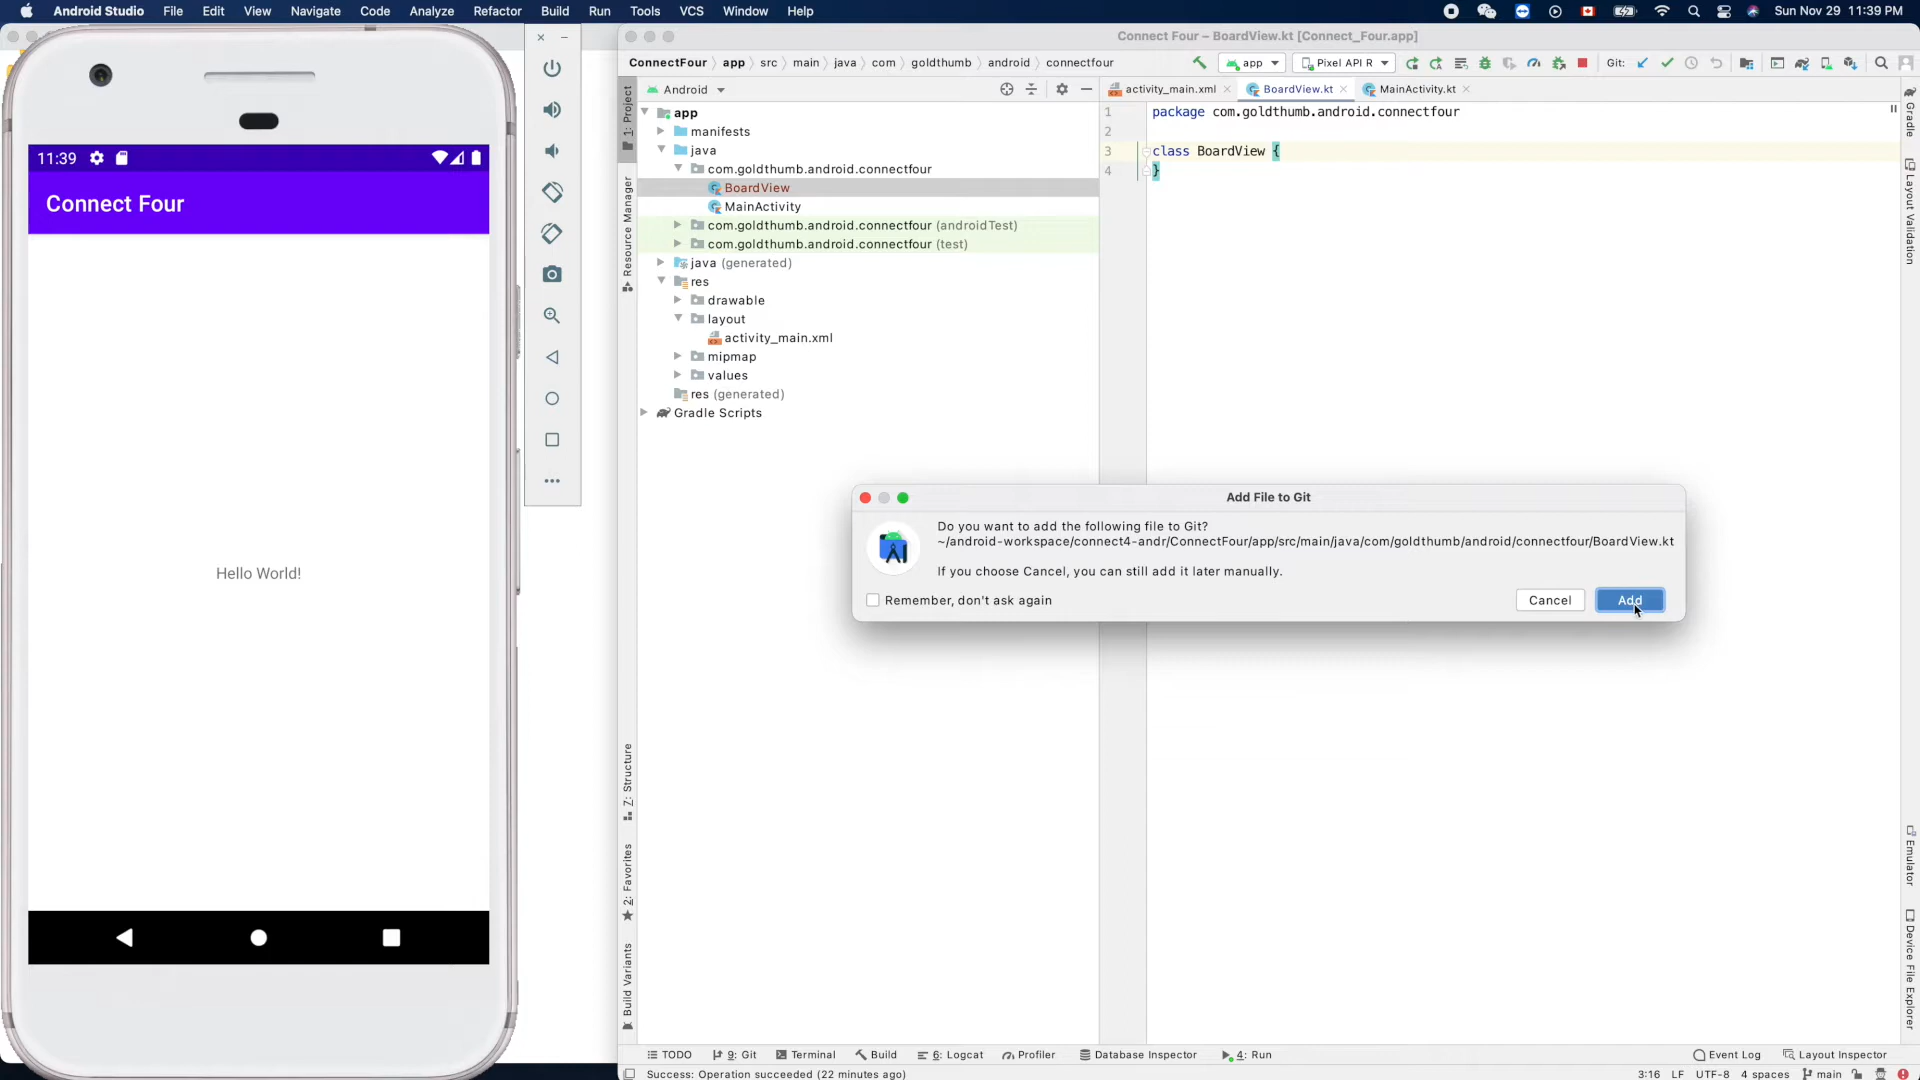 Android Studio File Edit View Navigate Analyze Code Refactor Build Run Tools VCS Window Help
Sun Nov 29 11:39 PM
Connect Four – BoardView.kt [Connect_Four.app]
ConnectFour app src main java com goldthumb android connectfour
app Pixel API R Git:
Android
activity_main.xml BoardView.kt MainActivity.kt
1: Project
Resource Manager
Z: Structure
2: Favorites
Build Variants
app
manifests
java
com.goldthumb.android.connectfour
BoardView
MainActivity
com.goldthumb.android.connectfour (androidTest)
com.goldthumb.android.connectfour (test)
java (generated)
res
drawable
layout
activity_main.xml
mipmap
values
res (generated)
Gradle Scripts
1 package com.goldthumb.android.connectfour
2
3 class BoardView {
4 }
Gradle
Layout Validation
Emulator
Device File Explorer
11:39
Connect Four
Hello World!
Add File to Git
Do you want to add the following file to Git?
~/android-workspace/connect4-andr/ConnectFour/app/src/main/java/com/goldthumb/android/connectfour/BoardView.kt
If you choose Cancel, you can still add it later manually.
Remember, don't ask again
Cancel Add
TODO 9: Git Terminal Build 6: Logcat Profiler Database Inspector 4: Run Event Log Layout Inspector
Success: Operation succeeded (22 minutes ago)
3:16 LF UTF-8 4 spaces main